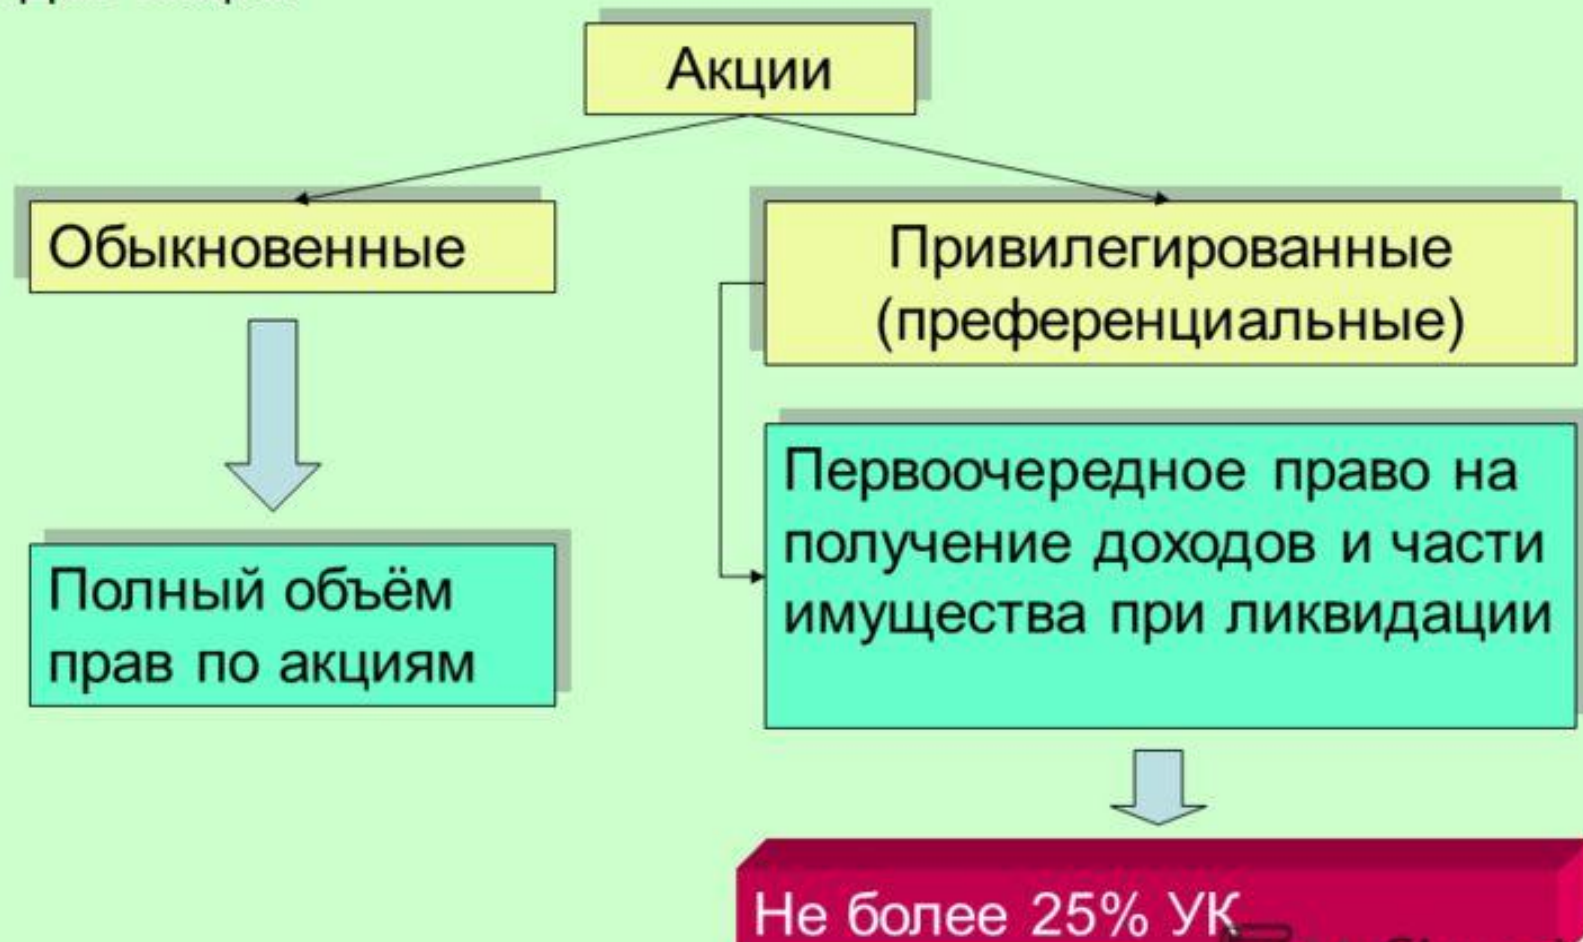 Акции
Обыкновенные
Привилегированные
(преференциальные)
Полный объём
прав по акциям
Первоочередное право на
получение доходов и части
имущества при ликвидации
Не более 25% УК